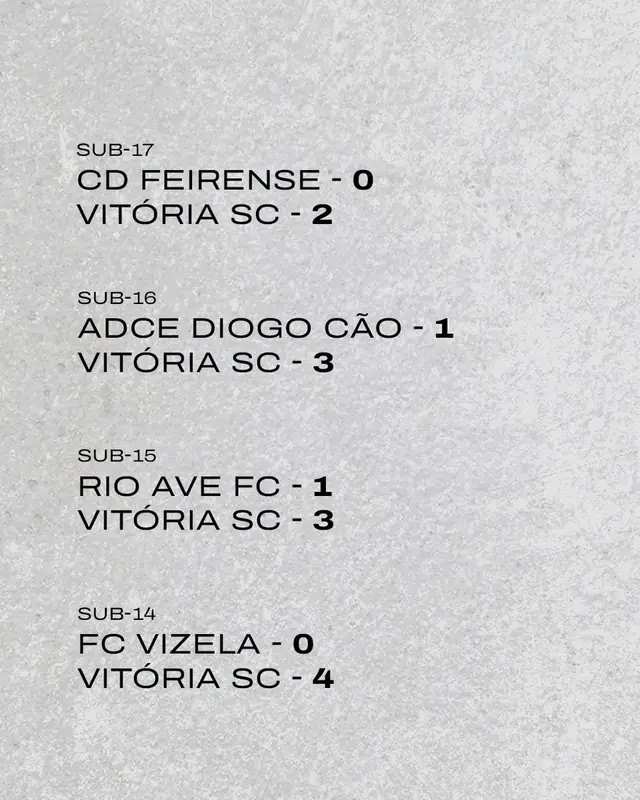 SUB-17
CD FEIRENSE - 0
VITÓRIA SC - 2
SUB-16
ADCE DIOGO CÃO - 1
VITÓRIA SC - 3
SUB-15
RIO AVE FC - 1
VITÓRIA SC - 3
SUB-14
FC VIZELA - 0
VITÓRIA SC - 4